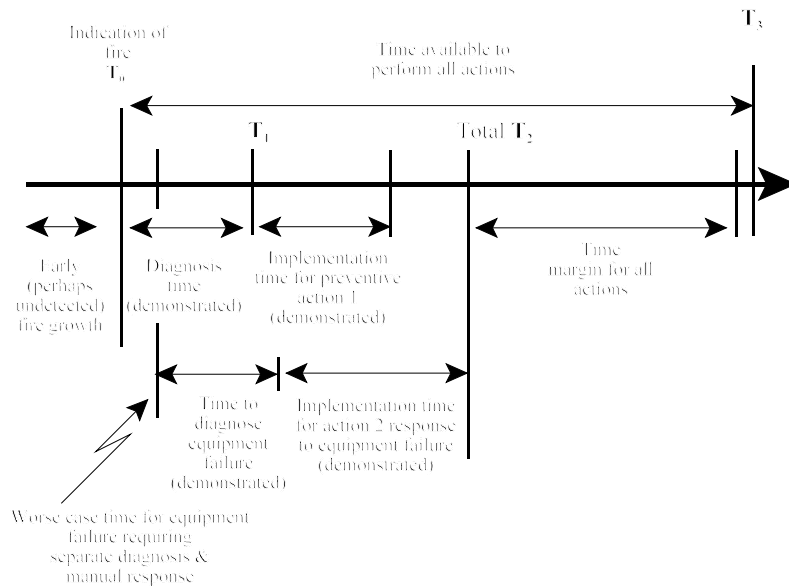 Indication of
fire
T₀
Time available to
perform all actions
T₃
T₁
Total T₂
Early
(perhaps
undetected)
fire growth
Diagnosis
time
(demonstrated)
Implementation
time for preventive
action 1
(demonstrated)
Time
margin for all
actions
Time to
diagnose
equipment
failure
(demonstrated)
Implementation time
for action 2 response
to equipment failure
(demonstrated)
Worse case time for equipment
failure requiring
separate diagnosis &
manual response